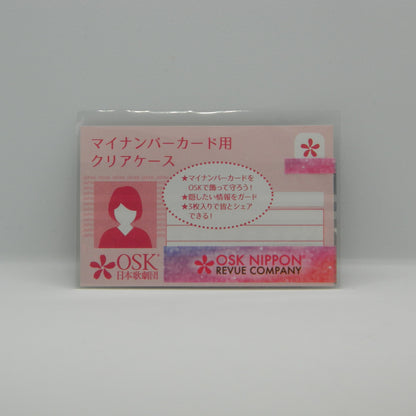 マイナンバーカード用
クリアケース
★マイナンバーカードを
OSKで飾って守ろう!
★隠したい情報をガード
★3枚入りで皆とシェア
できる!
OSK
日本歌劇団
OSK NIPPON
REVUE COMPANY